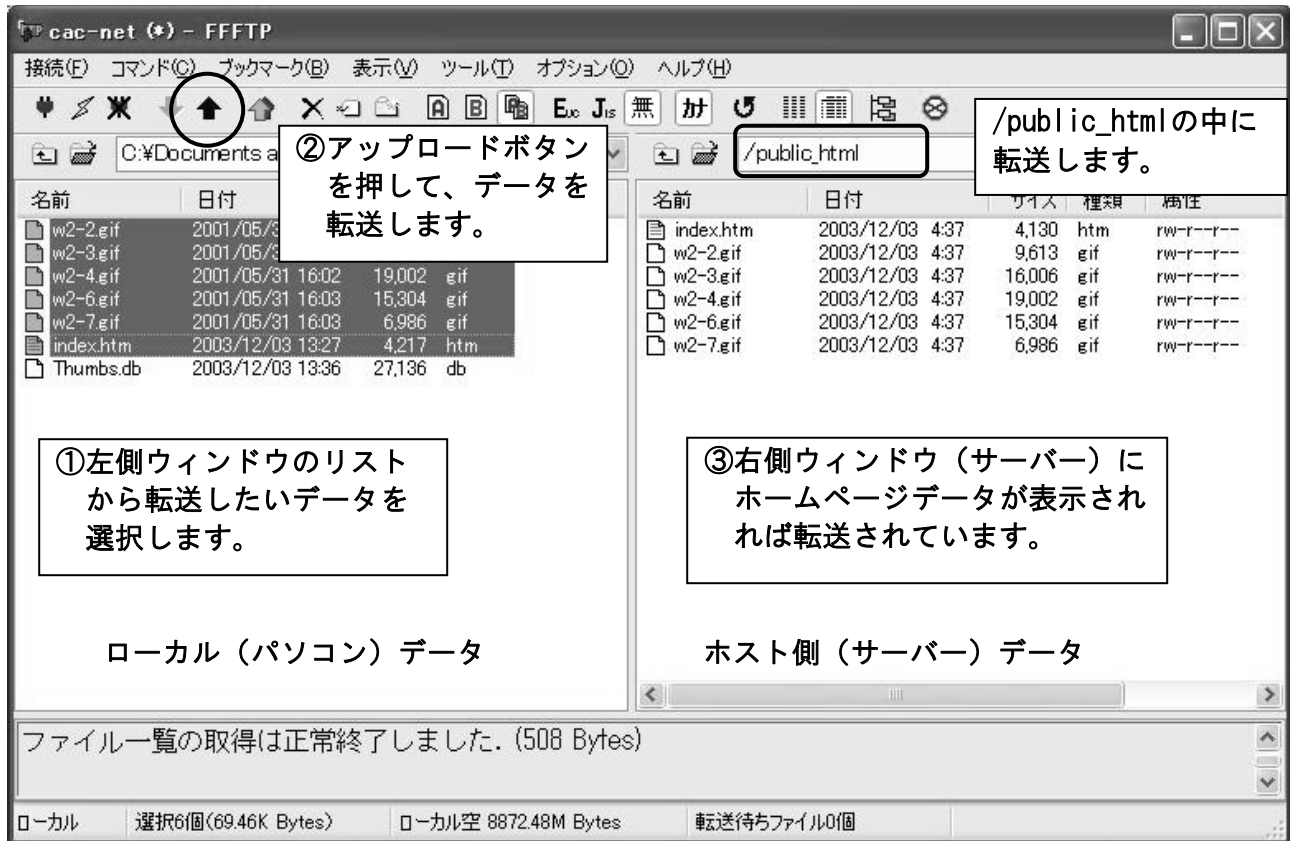 cac-net (*) - FFFTP
接続(F) コマンド(C) ブックマーク(B) 表示(V) ツール(T) オプション(O) ヘルプ(H)
A B Euc Jis 無 カナ
/public_htmlの中に
転送します。
C:¥Documents a
②アップロードボタン
を押して、データを
転送します。
/public_html
名前 日付
w2-2.gif 2001/05/3
w2-3.gif 2001/05/3
w2-4.gif 2001/05/31 16:02 19,002 gif
w2-6.gif 2001/05/31 16:03 15,304 gif
w2-7.gif 2001/05/31 16:03 6,986 gif
index.htm 2003/12/03 13:27 4,217 htm
Thumbs.db 2003/12/03 13:36 27,136 db
名前 日付 サイズ 種類 属性
index.htm 2003/12/03 4:37 4,130 htm rw-r--r--
w2-2.gif 2003/12/03 4:37 9,613 gif rw-r--r--
w2-3.gif 2003/12/03 4:37 16,006 gif rw-r--r--
w2-4.gif 2003/12/03 4:37 19,002 gif rw-r--r--
w2-6.gif 2003/12/03 4:37 15,304 gif rw-r--r--
w2-7.gif 2003/12/03 4:37 6,986 gif rw-r--r--
①左側ウィンドウのリスト
から転送したいデータを
選択します。
③右側ウィンドウ（サーバー）に
ホームページデータが表示され
れば転送されています。
ローカル（パソコン）データ
ホスト側（サーバー）データ
ファイル一覧の取得は正常終了しました. (508 Bytes)
ローカル 選択6個(69.46K Bytes) ローカル空 8872.48M Bytes 転送待ちファイル0個